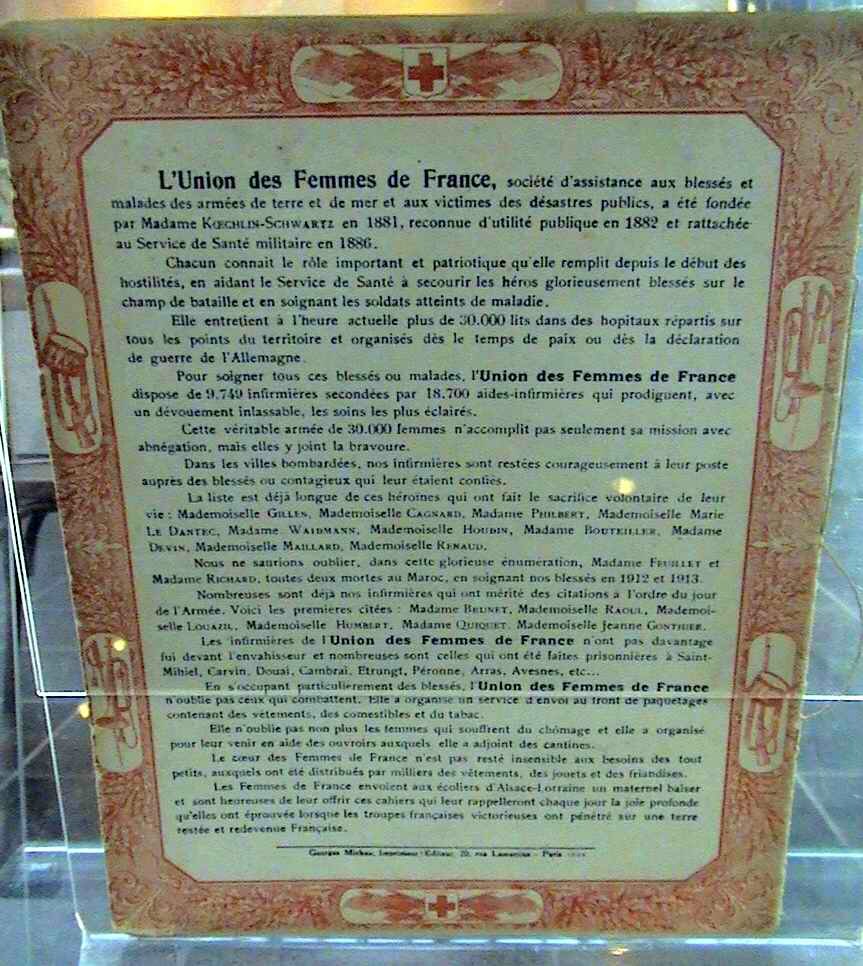 L'Union des Femmes de France, société d'assistance aux blessés et
malades des armées de terre et de mer et aux victimes des désastres publics, a été fondée
par Madame KŒCHLIN-SCHWARTZ en 1881, reconnue d'utilité publique en 1882 et rattachée
au Service de Santé militaire en 1886.
Chacun connait le rôle important et patriotique qu'elle remplit depuis le début des
hostilités, en aidant le Service de Santé à secourir les héros glorieusement blessés sur le
champ de bataille et en soignant les soldats atteints de maladie.
Elle entretient à l'heure actuelle plus de 30.000 lits dans des hopitaux répartis sur
tous les points du territoire et organisés dès le temps de paix ou dès la déclaration
de guerre de l'Allemagne.
Pour soigner tous ces blessés ou malades, l'Union des Femmes de France
dispose de 9.749 infirmières secondées par 18.700 aides-infirmières qui prodiguent, avec
un dévouement inlassable, les soins les plus éclairés.
Cette véritable armée de 30.000 femmes n'accomplit pas seulement sa mission avec
abnégation, mais elles y joint la bravoure.
Dans les villes bombardées, nos infirmières sont restées courageusement à leur poste
auprès des blessés ou contagieux qui leur étaient confiés.
La liste est déjà longue de ces héroïnes qui ont fait le sacrifice volontaire de leur
vie : Mademoiselle GILLES, Mademoiselle CAGNARD, Madame PHILBERT, Mademoiselle Marie
LE DANTEC, Madame WAIDMANN, Mademoiselle HOUDIN, Madame BOUTEILLER, Madame
DEVIN, Mademoiselle MAILLARD, Mademoiselle RENAUD.
Nous ne saurions oublier, dans cette glorieuse énumération, Madame FEUILLET et
Madame RICHARD, toutes deux mortes au Maroc, en soignant nos blessés en 1912 et 1913.
Nombreuses sont déjà nos infirmières qui ont mérité des citations à l'ordre du jour
de l'Armée. Voici les premières citées : Madame BRUNET, Mademoiselle RAOUL, Mademoi-
selle LOUAZIL, Mademoiselle HUMBERT, Madame QUIQUET, Mademoiselle Jeanne GONTHIER.
Les infirmières de l'Union des Femmes de France n'ont pas davantage
fui devant l'envahisseur et nombreuses sont celles qui ont été faites prisonnières à Saint-
Mihiel, Carvin, Douai, Cambrai, Etrungt, Péronne, Arras, Avesnes, etc...
En s'occupant particulièrement des blessés, l'Union des Femmes de France
n'oublie pas ceux qui combattent. Elle a organisé un service d'envoi au front de paquetages
contenant des vêtements, des comestibles et du tabac.
Elle n'oublie pas non plus les femmes qui souffrent du chômage et elle a organisé
pour leur venir en aide des ouvroirs auxquels elle a adjoint des cantines.
Le cœur des Femmes de France n'est pas resté insensible aux besoins des tout
petits, auxquels ont été distribués par milliers des vêtements, des jouets et des friandises.
Les Femmes de France envoient aux écoliers d'Alsace-Lorraine un maternel baiser
et sont heureuses de leur offrir ces cahiers qui leur rappelleront chaque jour la joie profonde
qu'elles ont éprouvée lorsque les troupes françaises victorieuses ont pénétré sur une terre
restée et redevenue Française.
Georges Imprimeur-Editeur, rue - Paris